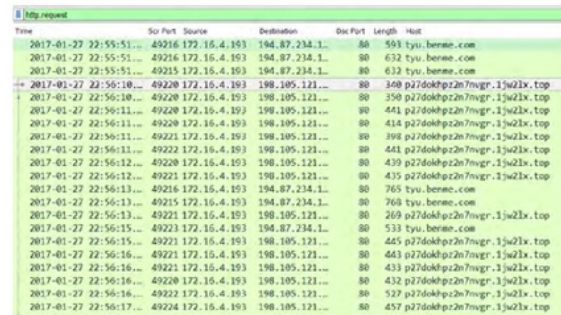 http.request
Time Scr Port Source Destination Dsc Port Length Host
2017-01-27 22:55:51... 49216 172.16.4.193 194.87.234.1... 80 593 tyu.benme.com
2017-01-27 22:55:51... 49216 172.16.4.193 194.87.234.1... 80 632 tyu.benme.com
2017-01-27 22:55:51... 49215 172.16.4.193 194.87.234.1... 80 632 tyu.benme.com
2017-01-27 22:56:10... 49220 172.16.4.193 198.105.121... 80 340 p27dokhpz2n7nvgr.1jw2lx.top
2017-01-27 22:56:10... 49220 172.16.4.193 198.105.121... 80 350 p27dokhpz2n7nvgr.1jw2lx.top
2017-01-27 22:56:11... 49220 172.16.4.193 198.105.121... 80 441 p27dokhpz2n7nvgr.1jw2lx.top
2017-01-27 22:56:11... 49220 172.16.4.193 198.105.121... 80 414 p27dokhpz2n7nvgr.1jw2lx.top
2017-01-27 22:56:11... 49221 172.16.4.193 198.105.121... 80 398 p27dokhpz2n7nvgr.1jw2lx.top
2017-01-27 22:56:11... 49222 172.16.4.193 198.105.121... 80 441 p27dokhpz2n7nvgr.1jw2lx.top
2017-01-27 22:56:12... 49220 172.16.4.193 198.105.121... 80 439 p27dokhpz2n7nvgr.1jw2lx.top
2017-01-27 22:56:12... 49221 172.16.4.193 198.105.121... 80 435 p27dokhpz2n7nvgr.1jw2lx.top
2017-01-27 22:56:13... 49216 172.16.4.193 194.87.234.1... 80 765 tyu.benme.com
2017-01-27 22:56:13... 49215 172.16.4.193 194.87.234.1... 80 768 tyu.benme.com
2017-01-27 22:56:13... 49221 172.16.4.193 198.105.121... 80 269 p27dokhpz2n7nvgr.1jw2lx.top
2017-01-27 22:56:15... 49223 172.16.4.193 194.87.234.1... 80 533 tyu.benme.com
2017-01-27 22:56:15... 49221 172.16.4.193 198.105.121... 80 445 p27dokhpz2n7nvgr.1jw2lx.top
2017-01-27 22:56:16... 49221 172.16.4.193 198.105.121... 80 443 p27dokhpz2n7nvgr.1jw2lx.top
2017-01-27 22:56:16... 49221 172.16.4.193 198.105.121... 80 433 p27dokhpz2n7nvgr.1jw2lx.top
2017-01-27 22:56:16... 49220 172.16.4.193 198.105.121... 80 432 p27dokhpz2n7nvgr.1jw2lx.top
2017-01-27 22:56:16... 49222 172.16.4.193 198.105.121... 80 527 p27dokhpz2n7nvgr.1jw2lx.top
2017-01-27 22:56:17... 49224 172.16.4.193 198.105.121... 80 457 p27dokhpz2n7nvgr.1jw2lx.top